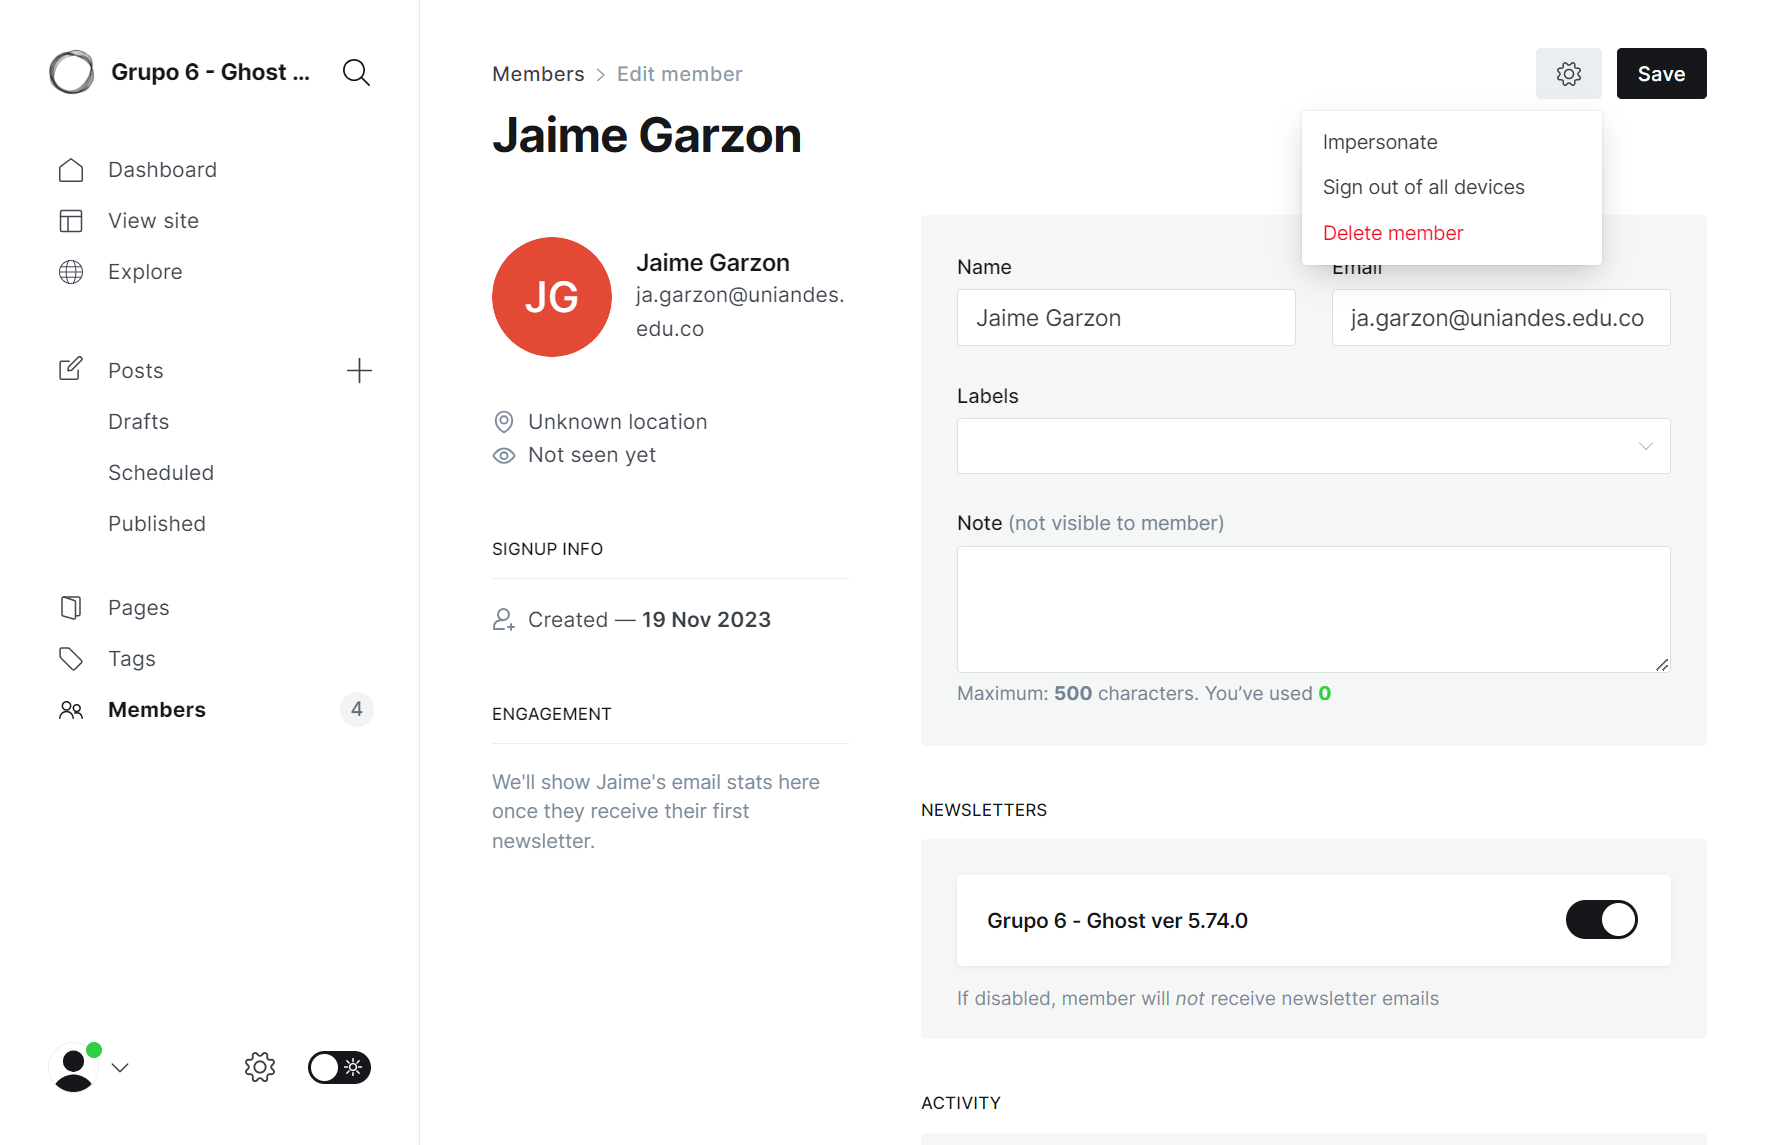 Grupo 6 - Ghost ...
Dashboard
View site
Explore
Posts
Drafts
Scheduled
Published
Pages
Tags
Members
4
Members > Edit member
Jaime Garzon
Save
Impersonate
Sign out of all devices
Delete member
JG
Jaime Garzon
ja.garzon@uniandes.
edu.co
Unknown location
Not seen yet
SIGNUP INFO
Created — 19 Nov 2023
ENGAGEMENT
We'll show Jaime's email stats here
once they receive their first
newsletter.
Name
Email
Jaime Garzon
ja.garzon@uniandes.edu.co
Labels
Note (not visible to member)
Maximum: 500 characters. You’ve used 0
NEWSLETTERS
Grupo 6 - Ghost ver 5.74.0
If disabled, member will not receive newsletter emails
ACTIVITY